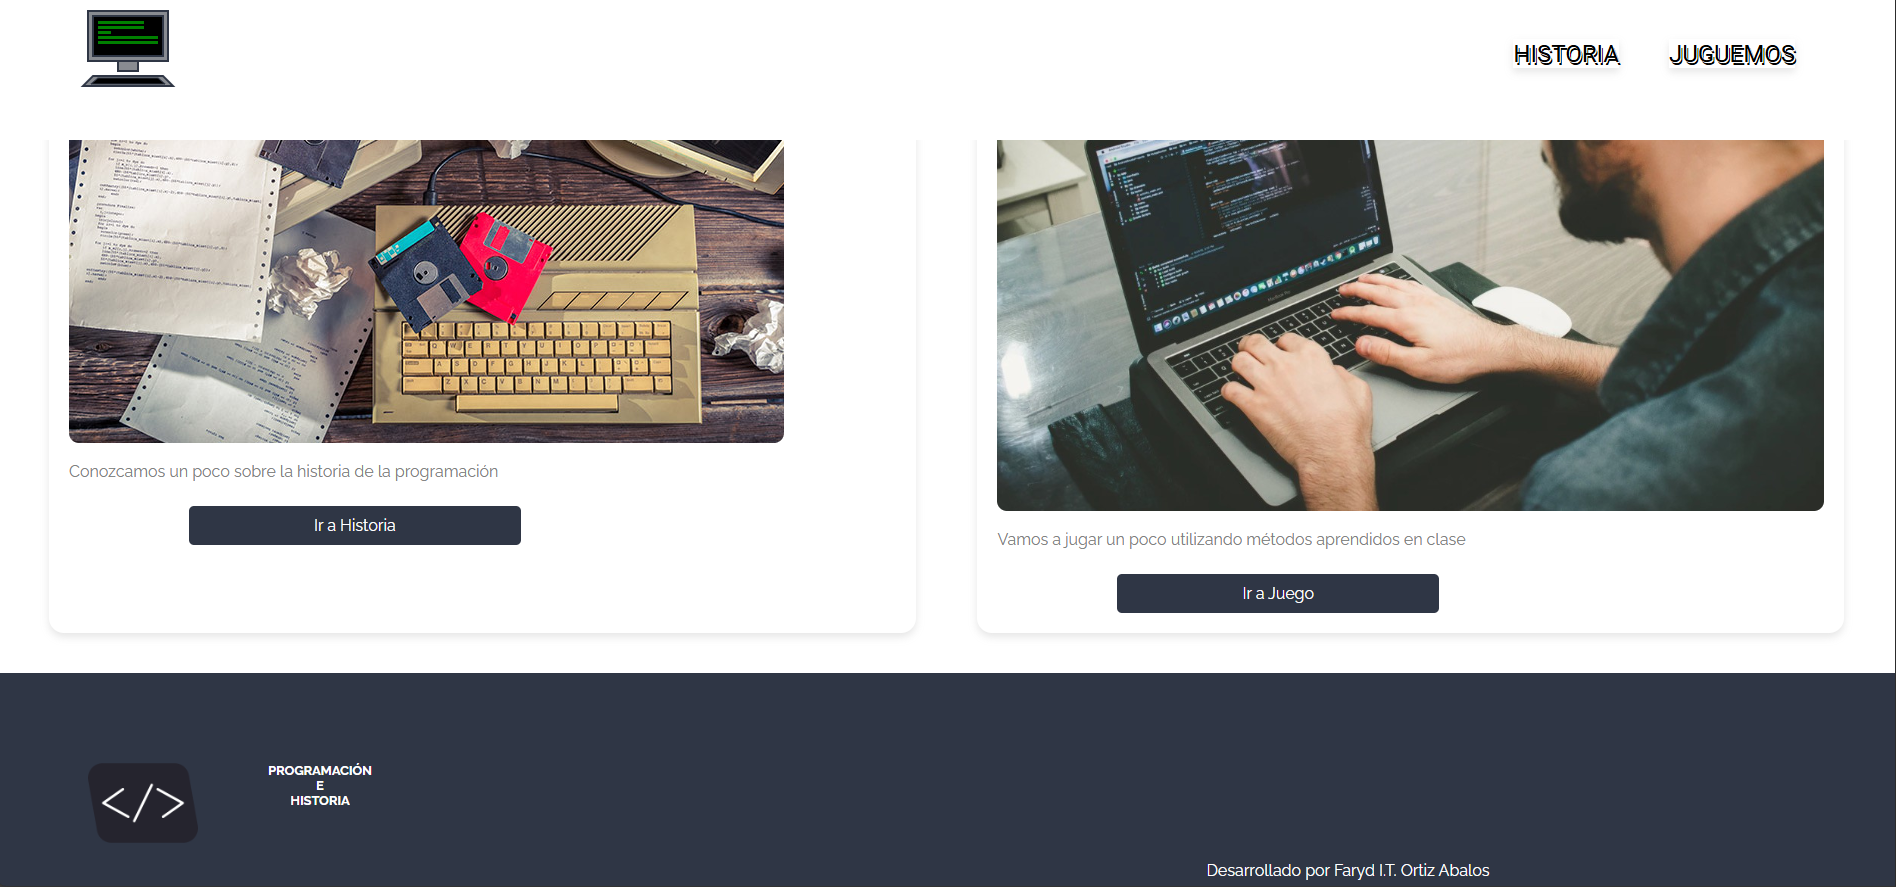 HISTORIA
JUGUEMOS
Conozcamos un poco sobre la historia de la programación
Ir a Historia
Vamos a jugar un poco utilizando métodos aprendidos en clase
Ir a Juego
</>
PROGRAMACIÓN
E
HISTORIA
Desarrollado por Faryd I.T. Ortiz Abalos